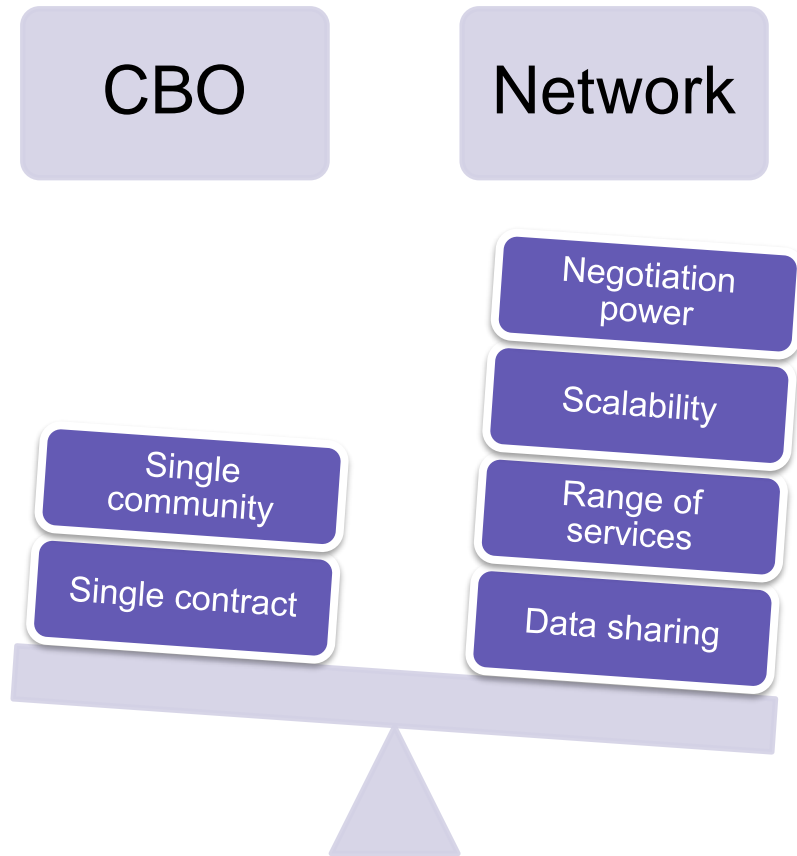 CBO
Network
Single
community
Single contract
Negotiation
power
Scalability
Range of
services
Data sharing